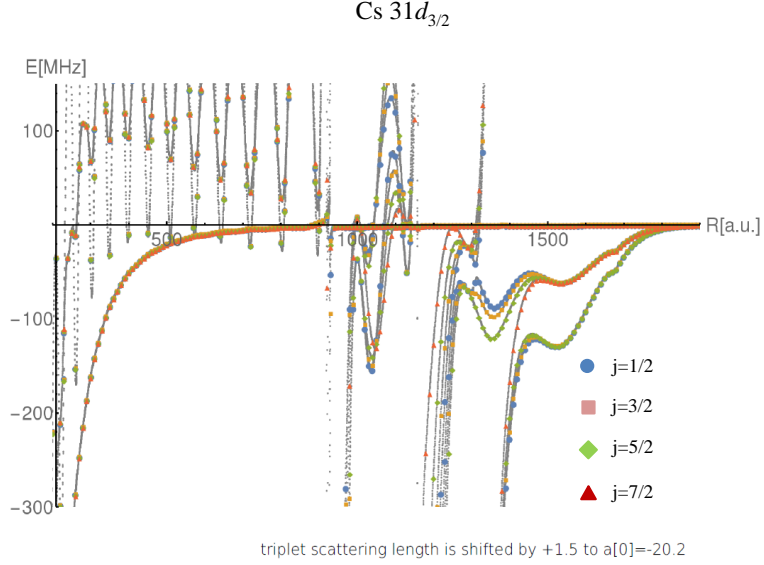 Cs 31d3/2
E[MHz]
100
500
1000
1500
R[a.u.]
−100
−200
−300
j=1/2
j=3/2
j=5/2
j=7/2
triplet scattering length is shifted by +1.5 to a[0]=-20.2